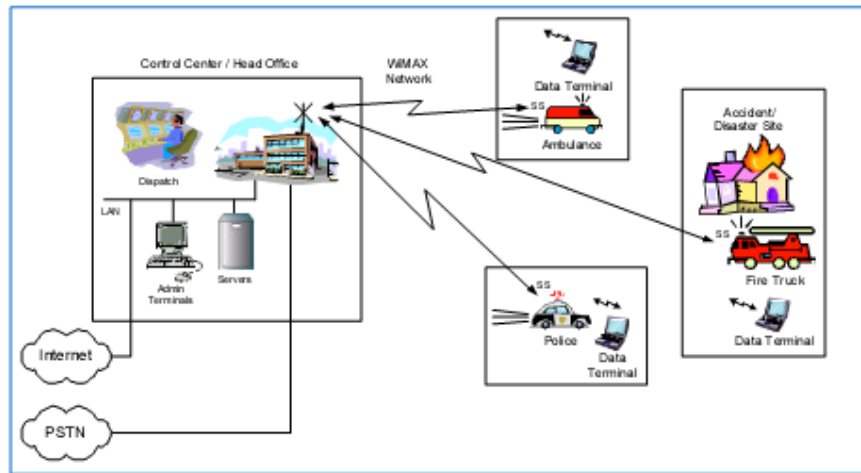 Control Center / Head Office
Dispatch
LAN
Admin
Terminals
Servers
Internet
PSTN
WiMAX
Network
Data Terminal
SS
Ambulance
SS
Police
Data
Terminal
Accident/
Disaster Site
SS
Fire Truck
Data Terminal